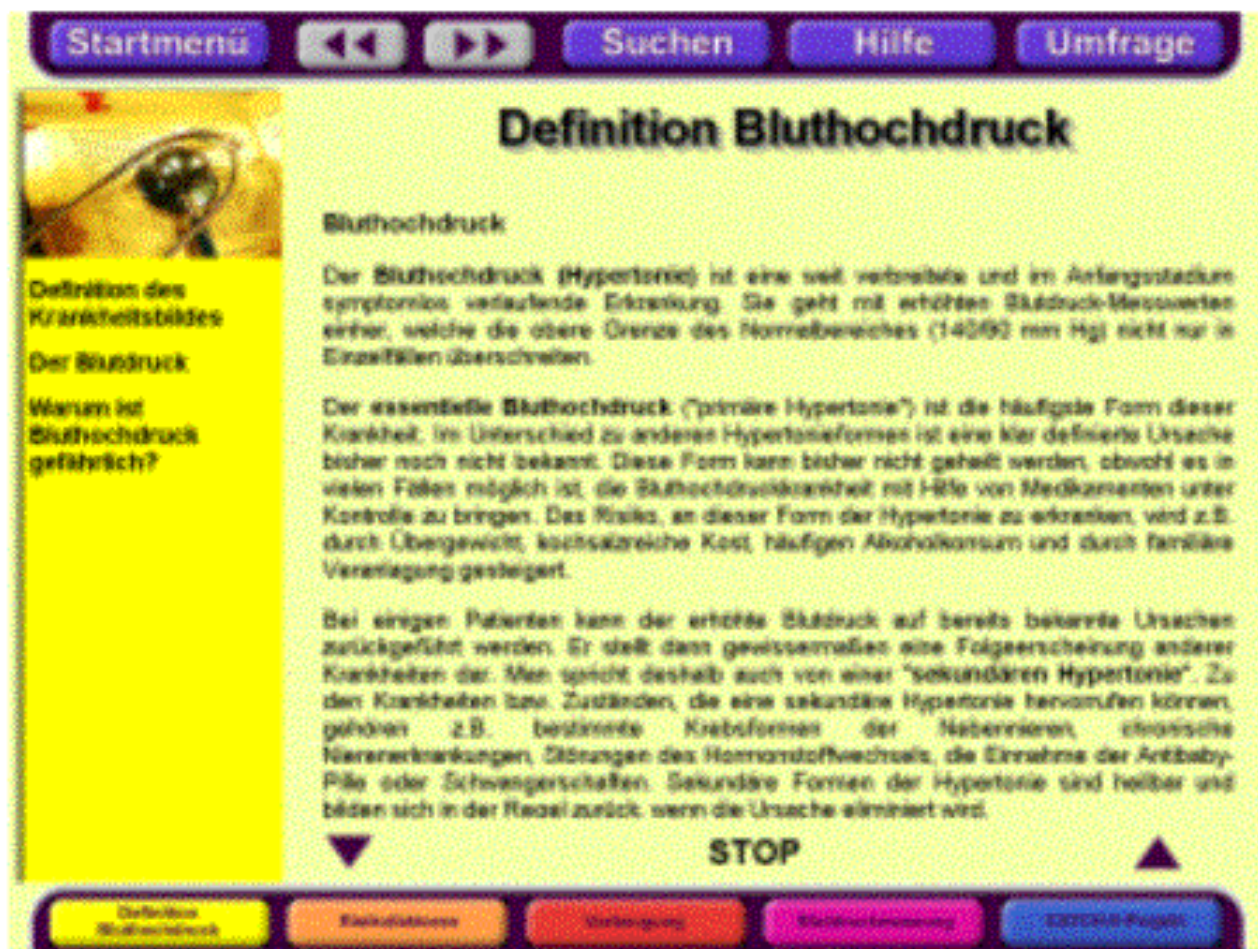 Startmenü
Suchen
Hilfe
Umfrage
Definition Bluthochdruck
Definition des
Krankheitsbildes
Der Blutdruck
Warum ist
Bluthochdruck
gefährlich?
Bluthochdruck
Der Bluthochdruck (Hypertonie) ist eine weit verbreitete und im Anfangsstadium
symptomlos verlaufende Erkrankung. Sie geht mit erhöhten Blutdruck-Messwerten
einher, welche die obere Grenze des Normalbereiches (140/90 mm Hg) nicht nur in
Einzelfällen überschreiten.
Der essentielle Bluthochdruck ("primäre Hypertonie") ist die häufigste Form dieser
Krankheit. Im Unterschied zu anderen Hypertonieformen ist eine klar definierte Ursache
bisher noch nicht bekannt. Diese Form kann bisher nicht geheilt werden, obwohl es in
vielen Fällen möglich ist, die Bluthochdruckkrankheit mit Hilfe von Medikamenten unter
Kontrolle zu bringen. Das Risiko, an dieser Form der Hypertonie zu erkranken, wird z.B.
durch Übergewicht, kochsalzreiche Kost, häufigen Alkoholkonsum und durch familiäre
Veranlagung gesteigert.
Bei einigen Patienten kann der erhöhte Blutdruck auf bereits bekannte Ursachen
zurückgeführt werden. Er stellt dann gewissermaßen eine Folgeerscheinung anderer
Krankheiten dar. Man spricht deshalb auch von einer "sekundären Hypertonie". Zu
den Krankheiten bzw. Zuständen, die eine sekundäre Hypertonie hervorrufen können,
gehören z.B. bestimmte Krebsformen der Nebennieren, chronische
Nierenerkrankungen, Störungen des Hormonstoffwechsels, die Einnahme der Antibaby-
Pille oder Schwangerschaften. Sekundäre Formen der Hypertonie sind heilbar und
bilden sich in der Regel zurück, wenn die Ursache eliminiert wird.
STOP
Definition
Bluthochdruck
Risikofaktoren
Vorbeugung